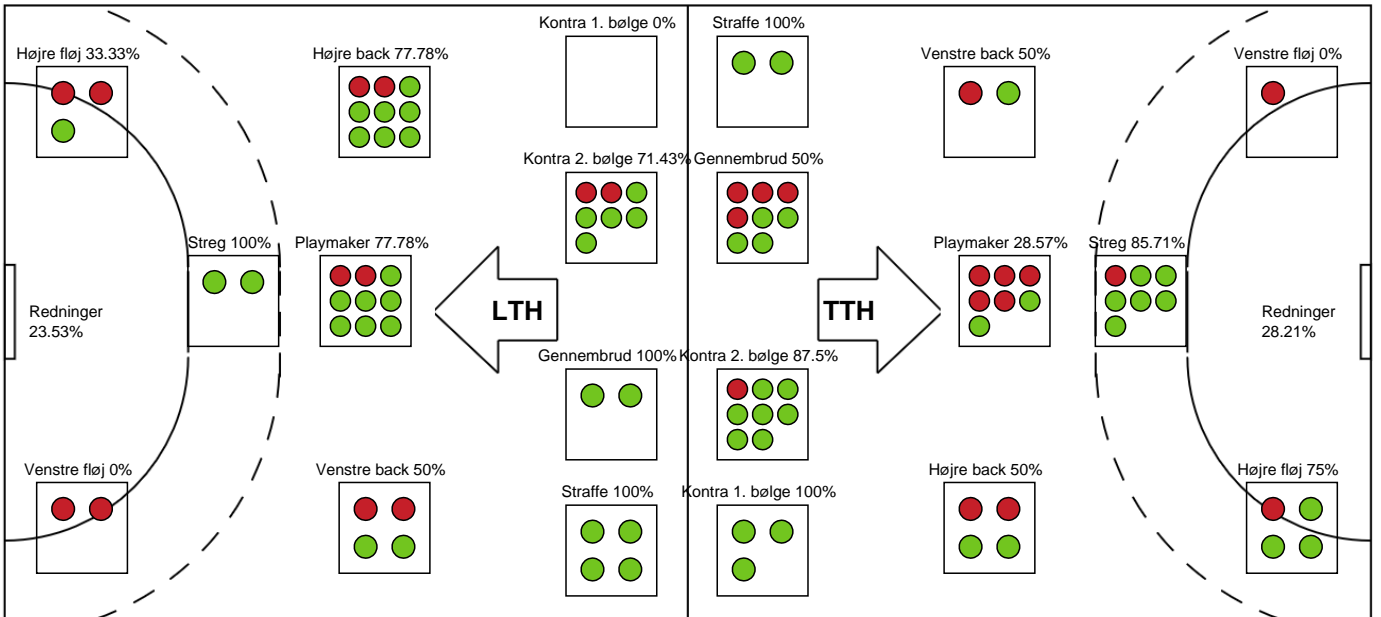 Kontra 1. bølge 0%
Straffe 100%
Højre fløj 33.33%
Højre back 77.78%
Venstre back 50%
Venstre fløj 0%
Kontra 2. bølge 71.43%
Gennembrud 50%
Streg 100%
Playmaker 77.78%
Playmaker 28.57%
Streg 85.71%
Redninger
23.53%
LTH
TTH
Redninger
28.21%
Gennembrud 100%
Kontra 2. bølge 87.5%
Venstre fløj 0%
Venstre back 50%
Straffe 100%
Kontra 1. bølge 100%
Højre back 50%
Højre fløj 75%